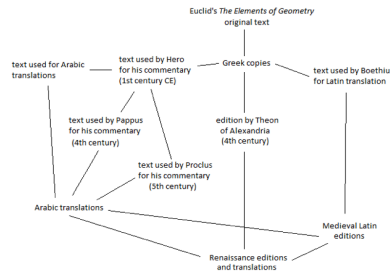 Euclid's The Elements of Geometry
original text
text used for Arabic
translations
text used by Hero
for his commentary
(1st century CE)
Greek copies
text used by Boethiu
for Latin translation
text used by Pappus
for his commentary
(4th century)
edition by Theon
of Alexandria
(4th century)
text used by Proclus
for his commentary
(5th century)
Arabic translations
Medieval Latin
editions
Renaissance editions
and translations